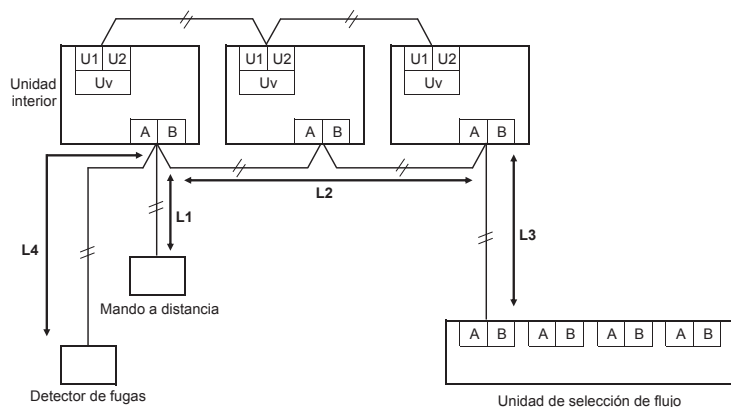 U1 U2 U1 U2 U1 U2
Unidad
interior
Uv Uv Uv
A B A B A B
L2
L1
L4
L3
Mando a distancia
A B A B A B A B
Detector de fugas
Unidad de selección de flujo